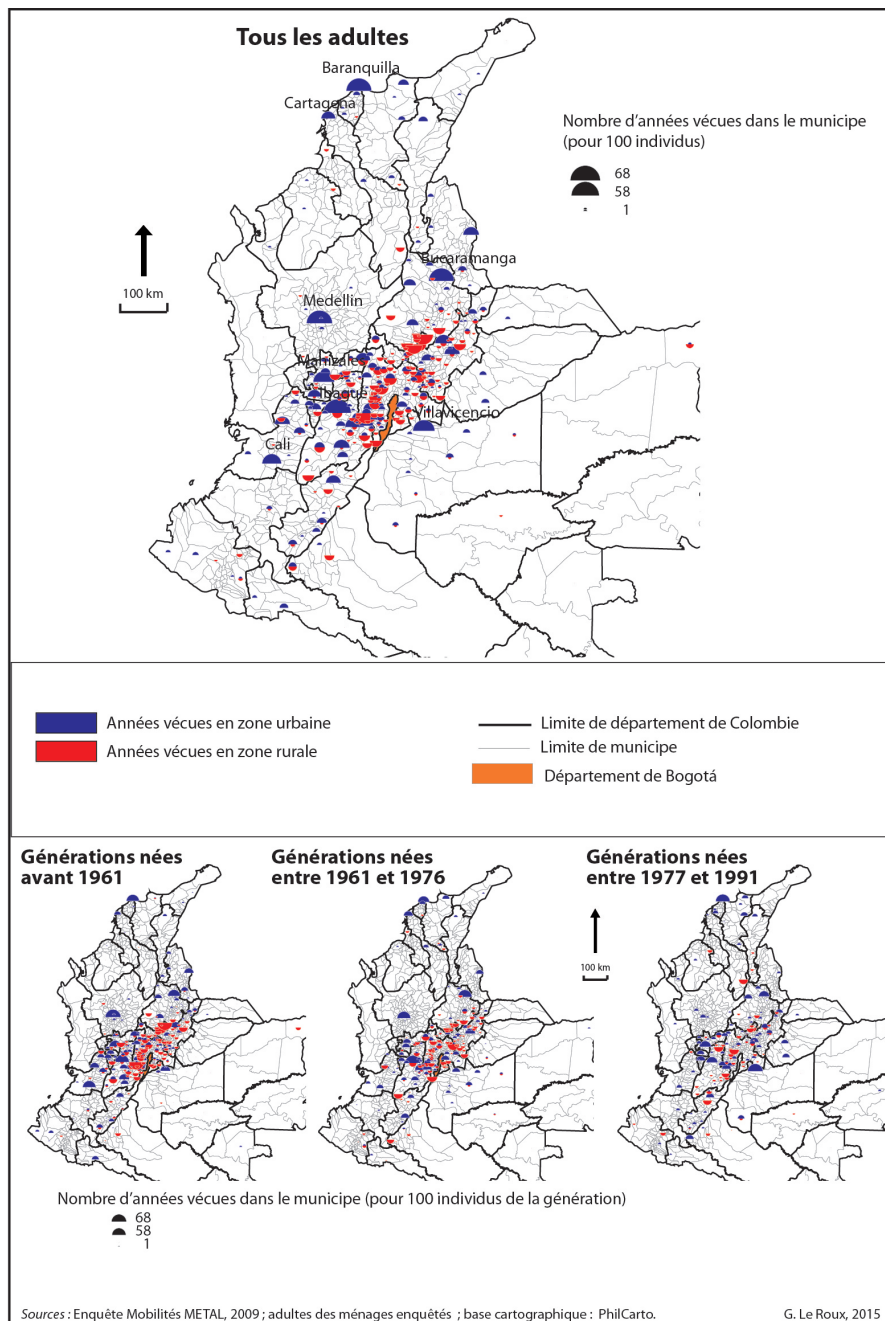 Tous les adultes
Baranquilla
Cartagena
Nombre d'années vécues dans le municipe
(pour 100 individus)
68
58
1
100 km
Bucaramanga
Medellin
Manizales
Ibagué
Villavicencio
Cali
Années vécues en zone urbaine
Années vécues en zone rurale
Limite de département de Colombie
Limite de municipe
Département de Bogotá
Générations nées
avant 1961
Générations nées
entre 1961 et 1976
Générations nées
entre 1977 et 1991
100 km
Nombre d'années vécues dans le municipe (pour 100 individus de la génération)
68
58
1
Sources : Enquête Mobilités METAL, 2009 ; adultes des ménages enquêtés ; base cartographique : PhilCarto.
G. Le Roux, 2015